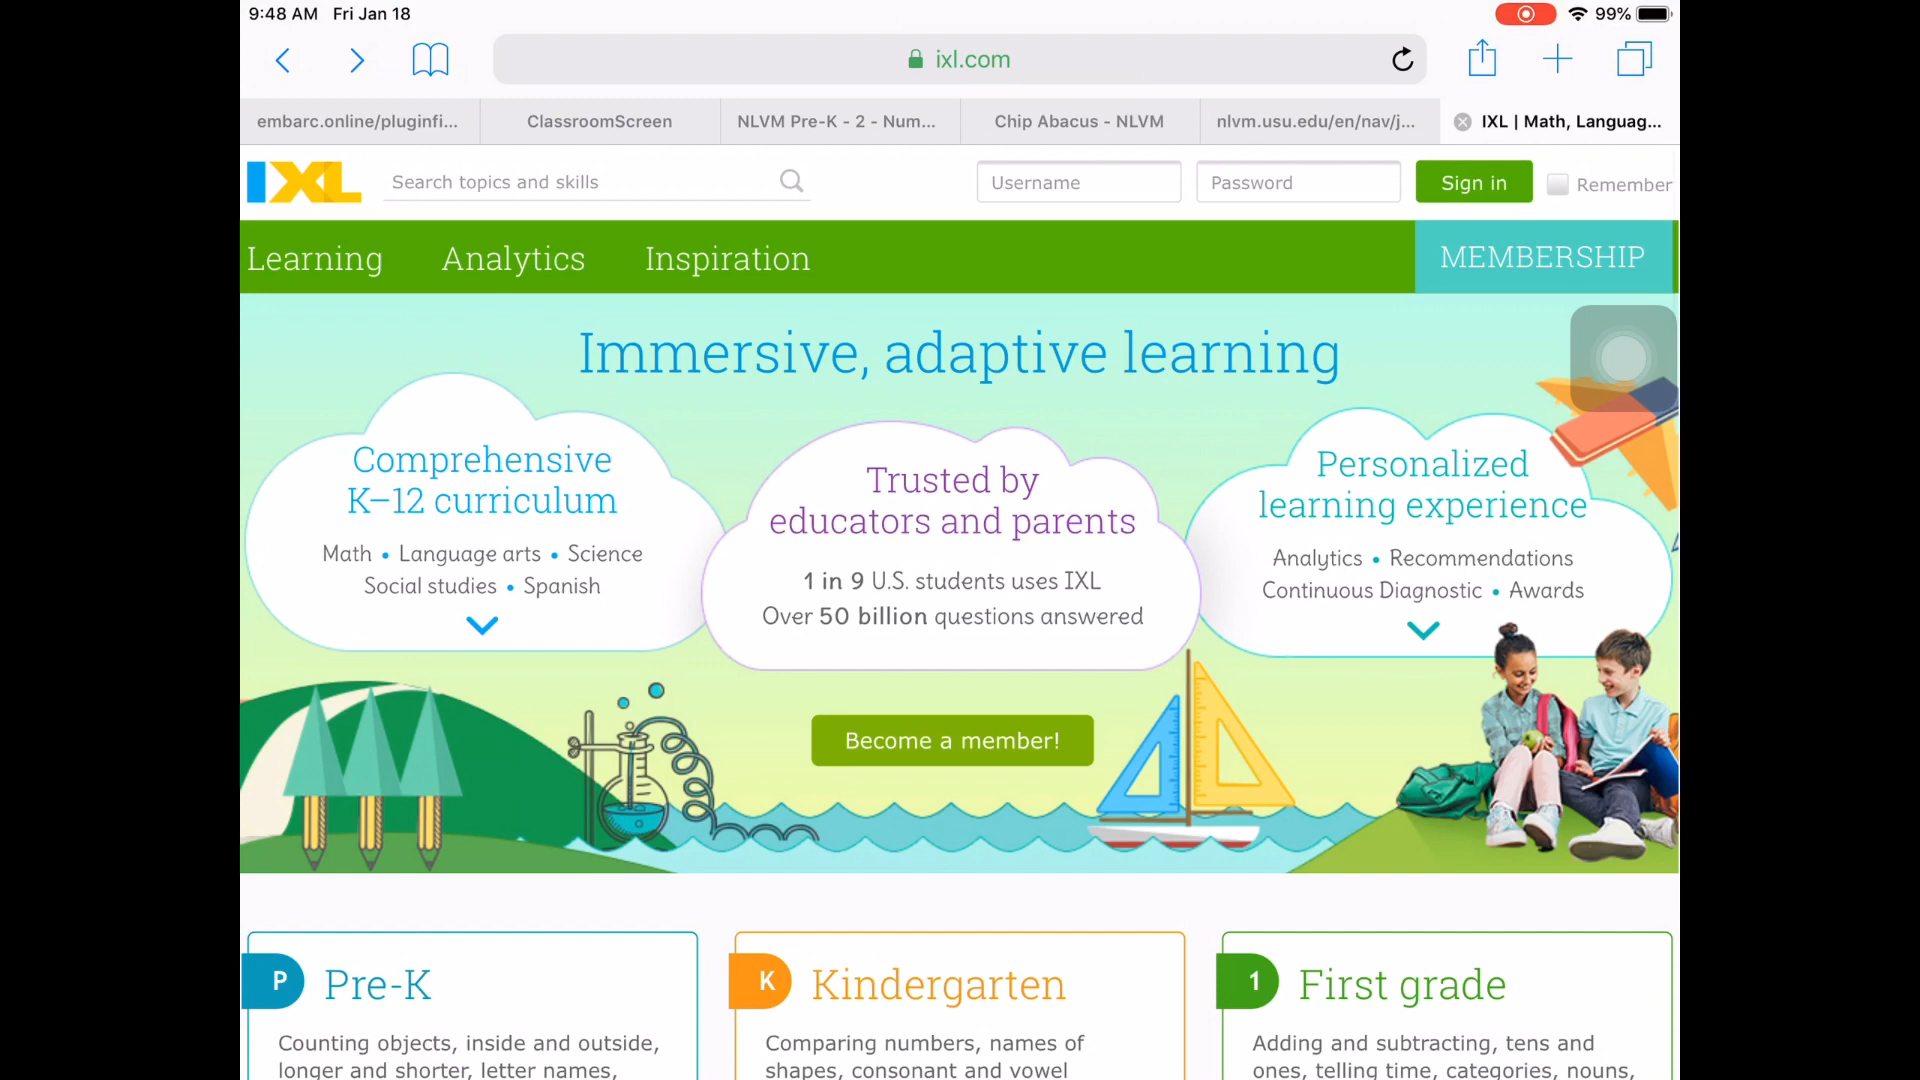 9:48 AM Fri Jan 18
99%
ixl.com
embarc.online/pluginfi...
ClassroomScreen
NLVM Pre-K - 2 - Num...
Chip Abacus - NLVM
nlvm.usu.edu/en/nav/j...
IXL | Math, Languag...
IXL
Search topics and skills
Username
Password
Sign in
Remember
Learning
Analytics
Inspiration
MEMBERSHIP
Immersive, adaptive learning
Comprehensive
K–12 curriculum
Math • Language arts • Science
Social studies • Spanish
Trusted by
educators and parents
1 in 9 U.S. students uses IXL
Over 50 billion questions answered
Personalized
learning experience
Analytics • Recommendations
Continuous Diagnostic • Awards
Become a member!
P Pre-K
Counting objects, inside and outside,
longer and shorter, letter names,
K Kindergarten
Comparing numbers, names of
shapes, consonant and vowel
1 First grade
Adding and subtracting, tens and
ones, telling time, categories, nouns,